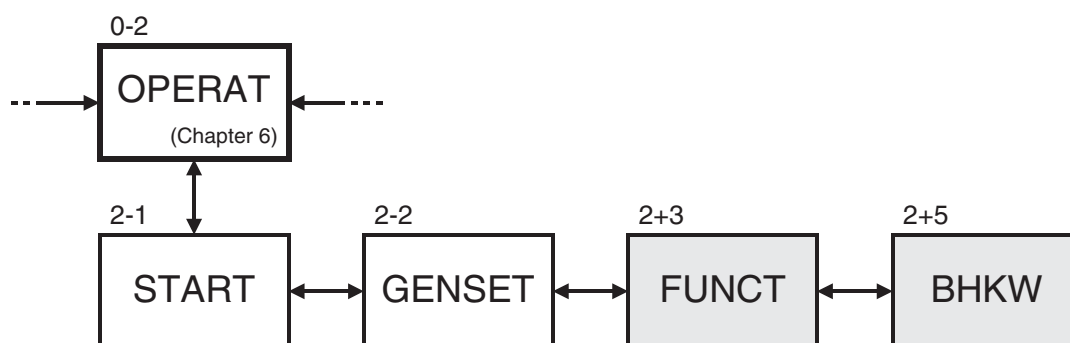 0-2
OPERAT
(Chapter 6)
2-1 2-2 2+3 2+5
START GENSET FUNCT BHKW